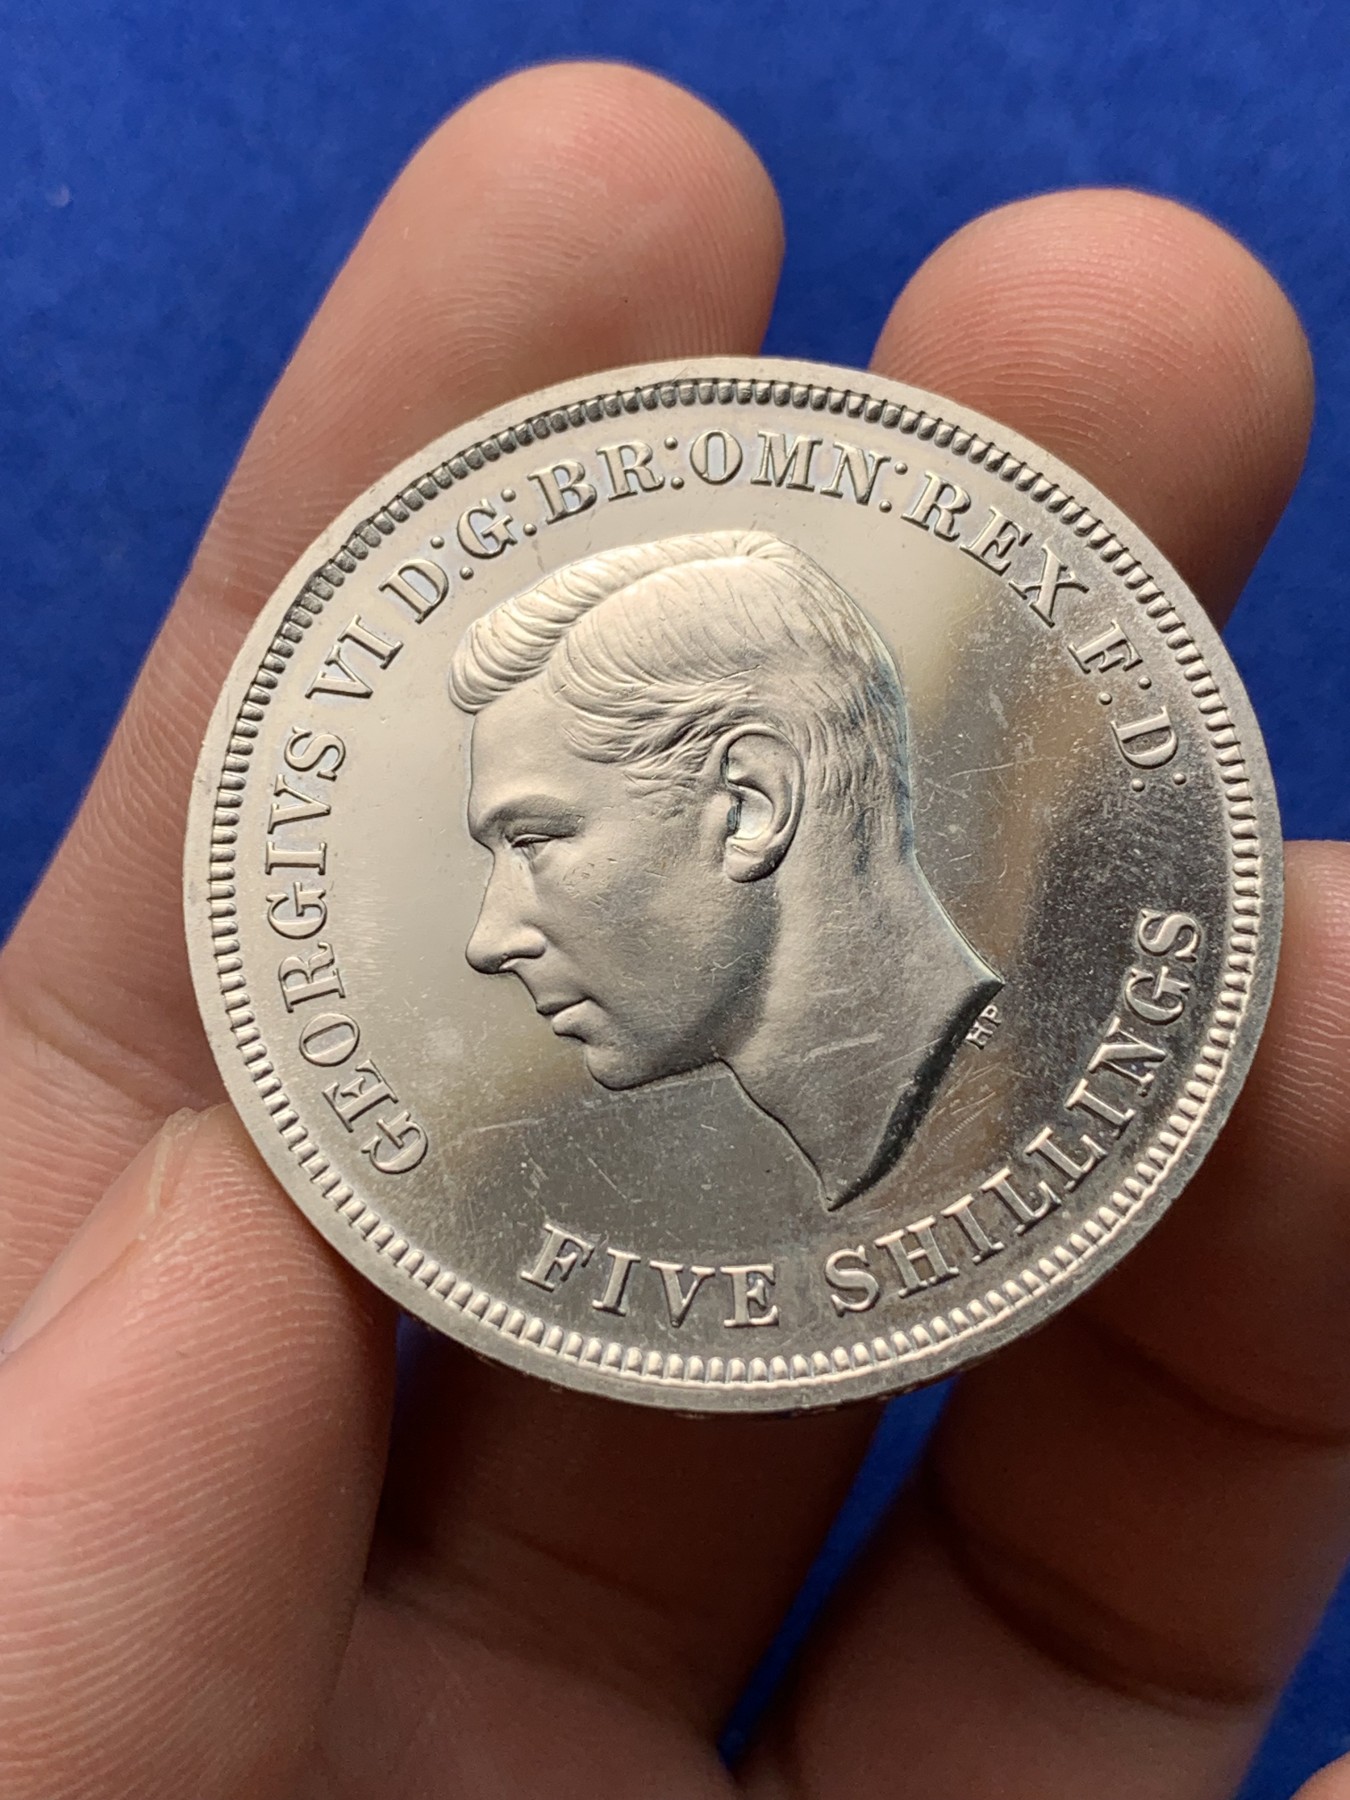 GEORGIVS VI D:G:BR:OMN:REX F:D:
HP
FIVE SHILLINGS